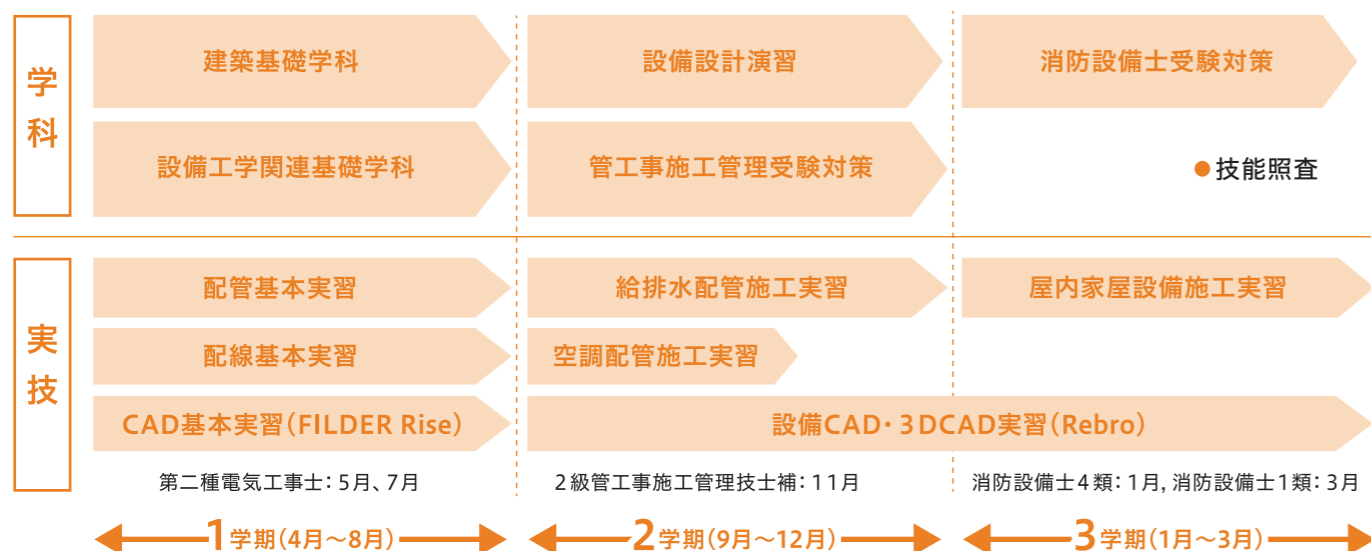 学科
建築基礎学科
設備設計演習
消防設備士受験対策
設備工学関連基礎学科
管工事施工管理受験対策
●技能照査
実技
配管基本実習
給排水配管施工実習
屋内家屋設備施工実習
配線基本実習
空調配管施工実習
CAD基本実習(FILDER Rise)
設備CAD・3DCAD実習(Rebro)
第二種電気工事士：5月、7月
2級管工事施工管理技士補：11月
消防設備士4類：1月, 消防設備士1類：3月
1学期(4月〜8月)
2学期(9月〜12月)
3学期(1月〜3月)